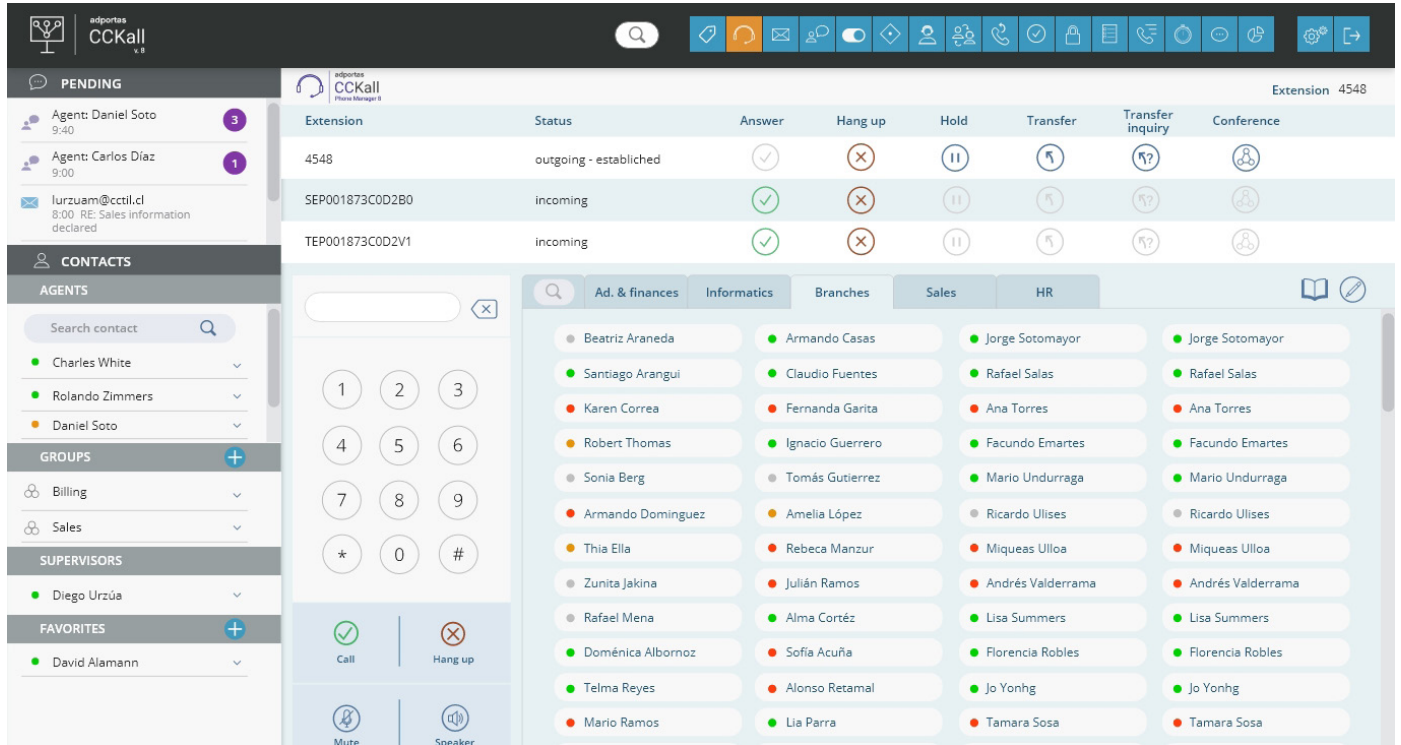 adportas
CCKall
v. 8
PENDING
Agent: Daniel Soto
9:40
3
Agent: Carlos Díaz
9:00
1
lurzuam@cctil.cl
8:00 RE: Sales information
declared
CONTACTS
AGENTS
Search contact
Charles White
Rolando Zimmers
Daniel Soto
GROUPS
Billing
Sales
SUPERVISORS
Diego Urzúa
FAVORITES
David Alamann
adportas
CCKall
Phone Manager 8
Extension 4548
Extension Status Answer Hang up Hold Transfer Transfer inquiry Conference
4548 outgoing - establiched
SEP001873C0D2B0 incoming
TEP001873C0D2V1 incoming
1 2 3
4 5 6
7 8 9
* 0 #
Call Hang up
Mute Speaker
Ad. & finances Informatics Branches Sales HR
Beatriz Araneda Armando Casas Jorge Sotomayor Jorge Sotomayor
Santiago Arangui Claudio Fuentes Rafael Salas Rafael Salas
Karen Correa Fernanda Garita Ana Torres Ana Torres
Robert Thomas Ignacio Guerrero Facundo Emartes Facundo Emartes
Sonia Berg Tomás Gutierrez Mario Undurraga Mario Undurraga
Armando Dominguez Amelia López Ricardo Ulises Ricardo Ulises
Thia Ella Rebeca Manzur Miqueas Ulloa Miqueas Ulloa
Zunita Jakina Julián Ramos Andrés Valderrama Andrés Valderrama
Rafael Mena Alma Cortéz Lisa Summers Lisa Summers
Doménica Albornoz Sofía Acuña Florencia Robles Florencia Robles
Telma Reyes Alonso Retamal Jo Yonhg Jo Yonhg
Mario Ramos Lia Parra Tamara Sosa Tamara Sosa